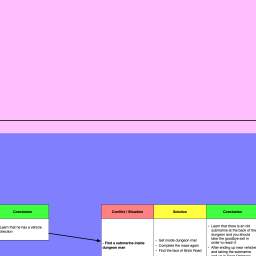 Conclusion
Learn that he has a vehicle
collection
Conflict / Situation
Solution
Conclusion
- Find a submarine inside
dungeon man
- Get inside dungeon man
- Complete the maze again
- Find the face of Brick Road
- Learn that there is an old
submarine at the back of the
dungeon and you should
take the goodbye exit in
order to reach it
- After ending up near vehicles
and taking the submarine